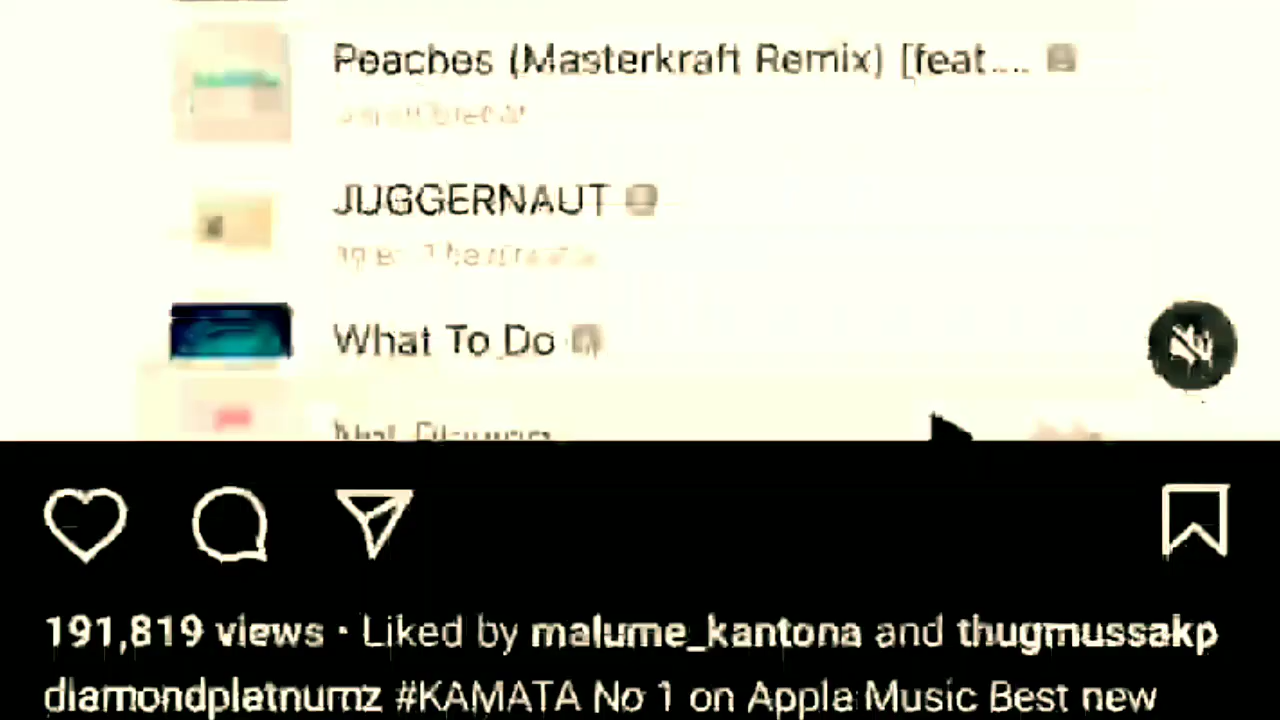 Peaches (Masterkraft Remix) [feat....
JUGGERNAUT
What To Do
191,819 views · Liked by malume_kantona and thugmussakp
diamondplatnumz #KAMATA No 1 on Apple Music Best new